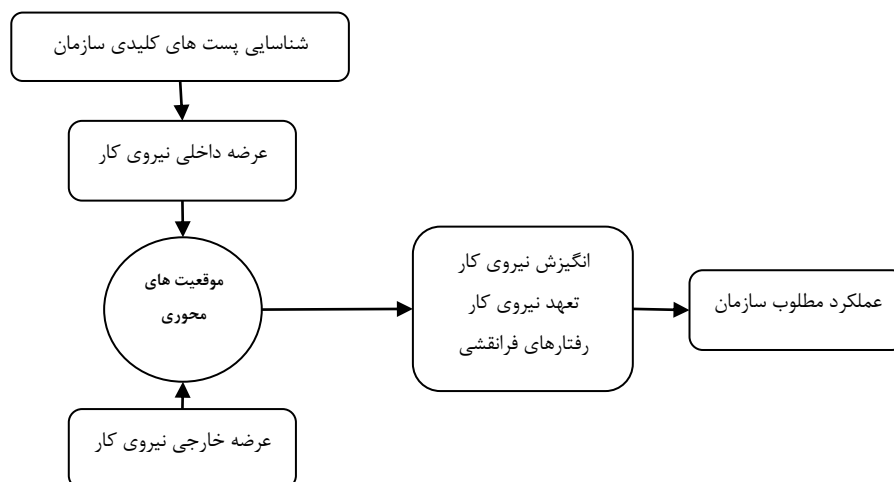 شناسایی پست های کلیدی سازمان
عرضه داخلی نیروی کار
موقعیت های
محوری
انگیزش نیروی کار
تعهد نیروی کار
رفتارهای فرانقشی
عملکرد مطلوب سازمان
عرضه خارجی نیروی کار